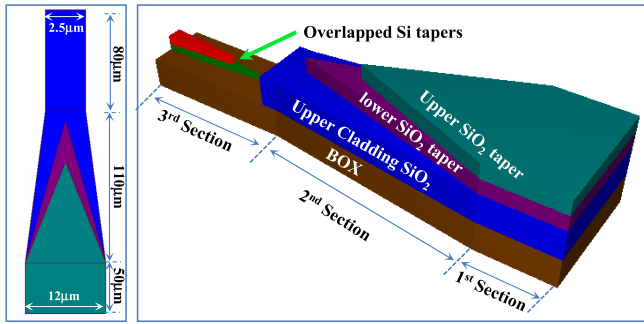 2.5µm
80µm
110µm
50µm
12µm
Overlapped Si tapers
Upper SiO2 taper
lower SiO2 taper
Upper Cladding SiO2
BOX
3rd Section
2nd Section
1st Section